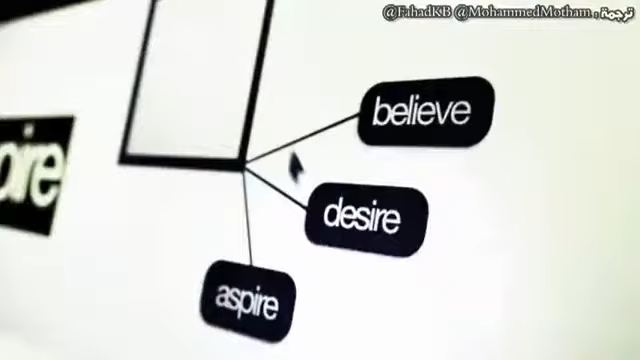 @FahadKB @MohammedMotham , ترجمة
believe
desire
aspire